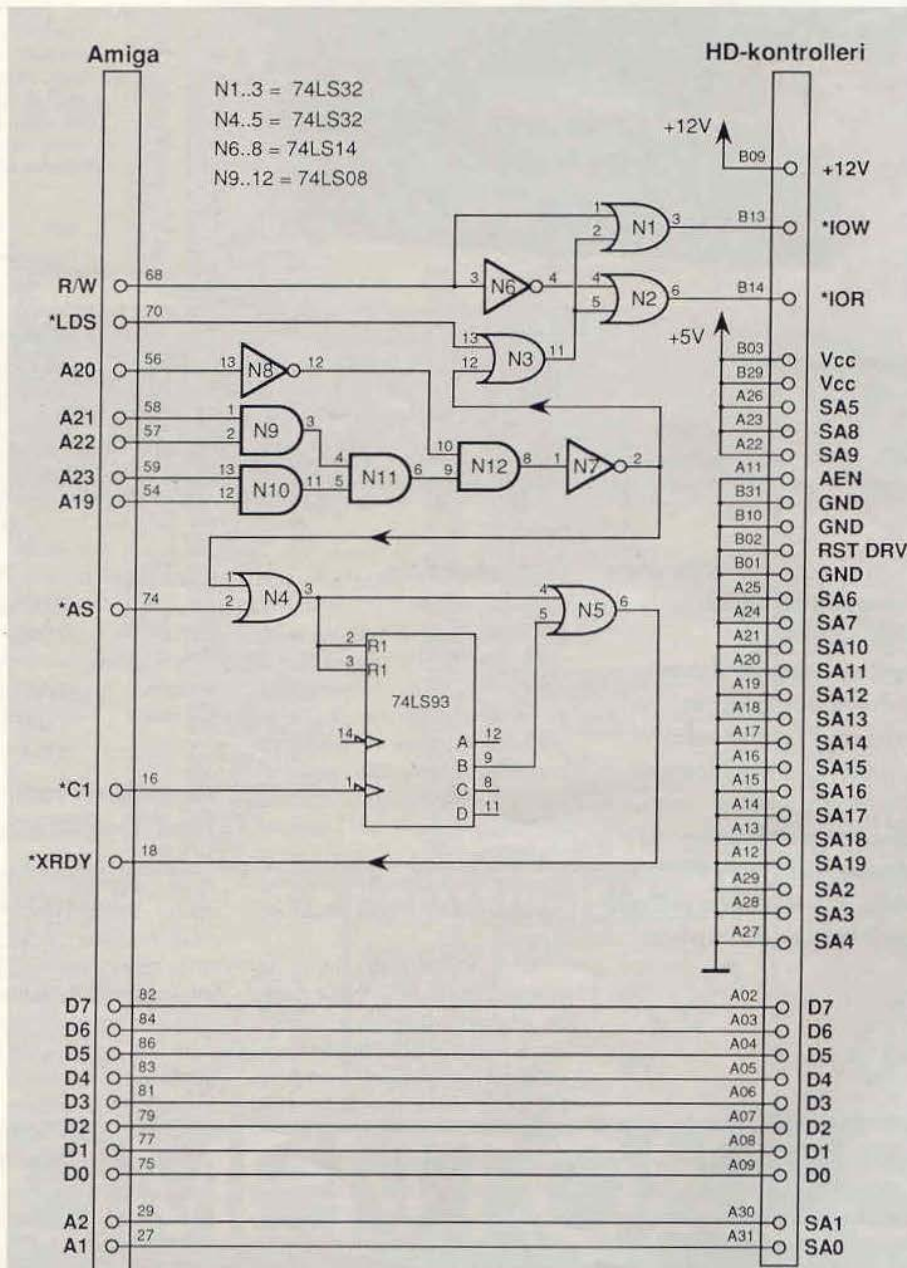 Amiga
HD-kontrolleri
N1..3 = 74LS32
N4..5 = 74LS32
N6..8 = 74LS14
N9..12 = 74LS08
+12V
B09
+12V
1
2
N1
3
B13
*IOW
R/W
68
3
N6
4
4
5
N2
6
B14
*IOR
*LDS
70
13
12
N3
11
+5V
A20
56
13
N8
12
B03
Vcc
B29
Vcc
A21
58
1
A22
57
2
N9
3
A26
SA5
A23
SA8
A22
SA9
A23
59
13
A19
54
12
N10
11
4
5
N11
6
10
9
N12
8
1
N7
2
A11
AEN
B31
GND
B10
GND
B02
RST DRV
B01
GND
*AS
74
1
2
N4
3
4
5
N5
6
A25
SA6
A24
SA7
A21
SA10
A20
SA11
A19
SA12
A18
SA13
A17
SA14
A16
SA15
A15
SA16
A14
SA17
A13
SA18
A12
SA19
A29
SA2
A28
SA3
A27
SA4
2
R1
3
R1
74LS93
14
A
12
B
9
C
8
D
11
*C1
16
1
*XRDY
18
D7
82
A02
D7
D6
84
A03
D6
D5
86
A04
D5
D4
83
A05
D4
D3
81
A06
D3
D2
79
A07
D2
D1
77
A08
D1
D0
75
A09
D0
A2
29
A30
SA1
A1
27
A31
SA0